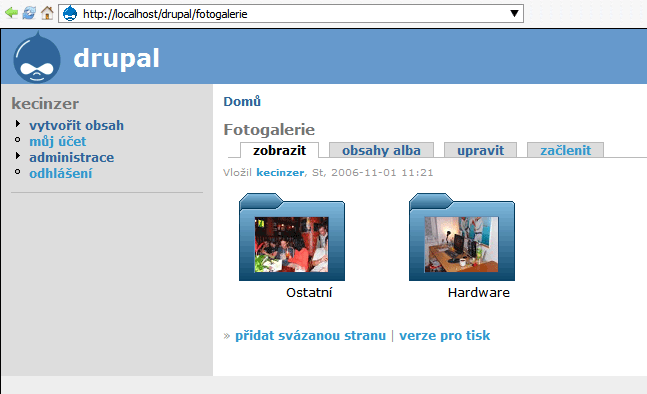 http://localhost/drupal/fotogalerie
drupal
kecinzer
vytvořit obsah
můj účet
administrace
odhlášení
Domů
Fotogalerie
zobrazit obsahy alba upravit začlenit
Vložil kecinzer, St, 2006-11-01 11:21
Ostatní Hardware
» přidat svázanou stranu | verze pro tisk